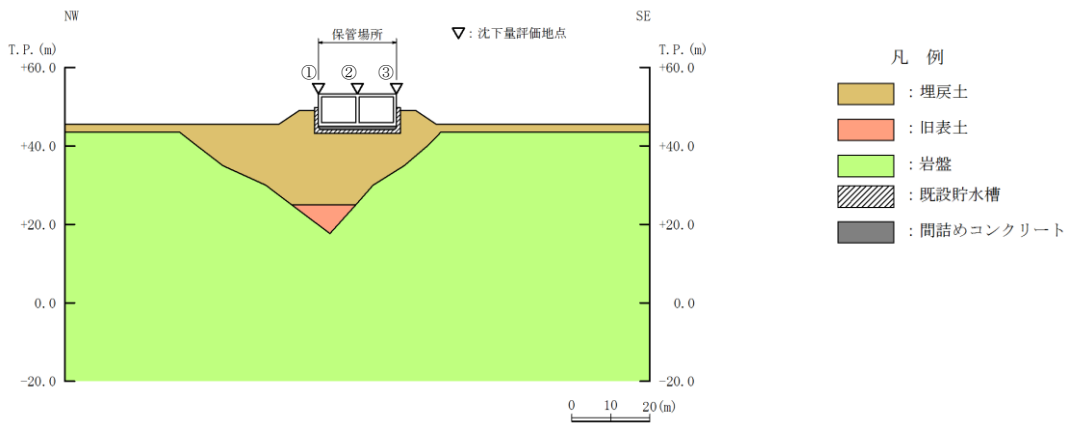 NW
SE
保管場所
▽：沈下量評価地点
T.P.(m)
T.P.(m)
凡 例
+60.0
+60.0
① ② ③
：埋戻土
：旧表土
+40.0
+40.0
：岩盤
：既設貯水槽
+20.0
+20.0
：間詰めコンクリート
0.0
0.0
-20.0
-20.0
0 10 20(m)